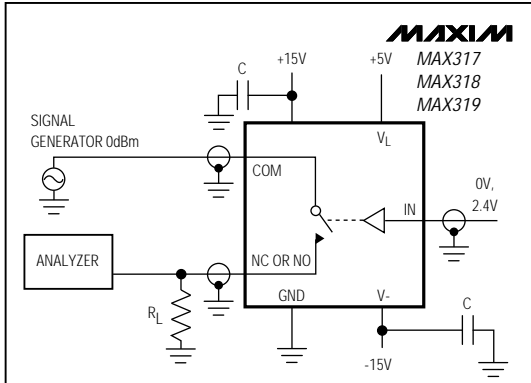 MAXIM
MAX317
MAX318
MAX319
+15V
+5V
C
SIGNAL
GENERATOR 0dBm
VL
COM
0V,
2.4V
IN
ANALYZER
NC OR NO
GND
V-
C
RL
-15V